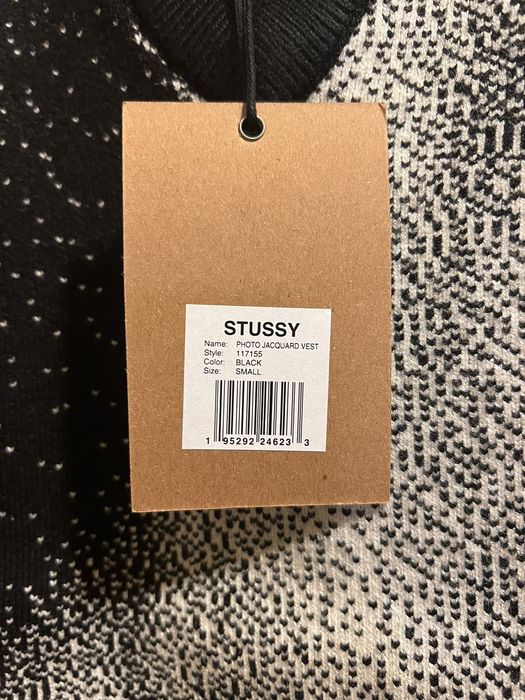 STUSSY
Name: PHOTO JACQUARD VEST
Style: 117155
Color: BLACK
Size: SMALL
1 95292 24623 3